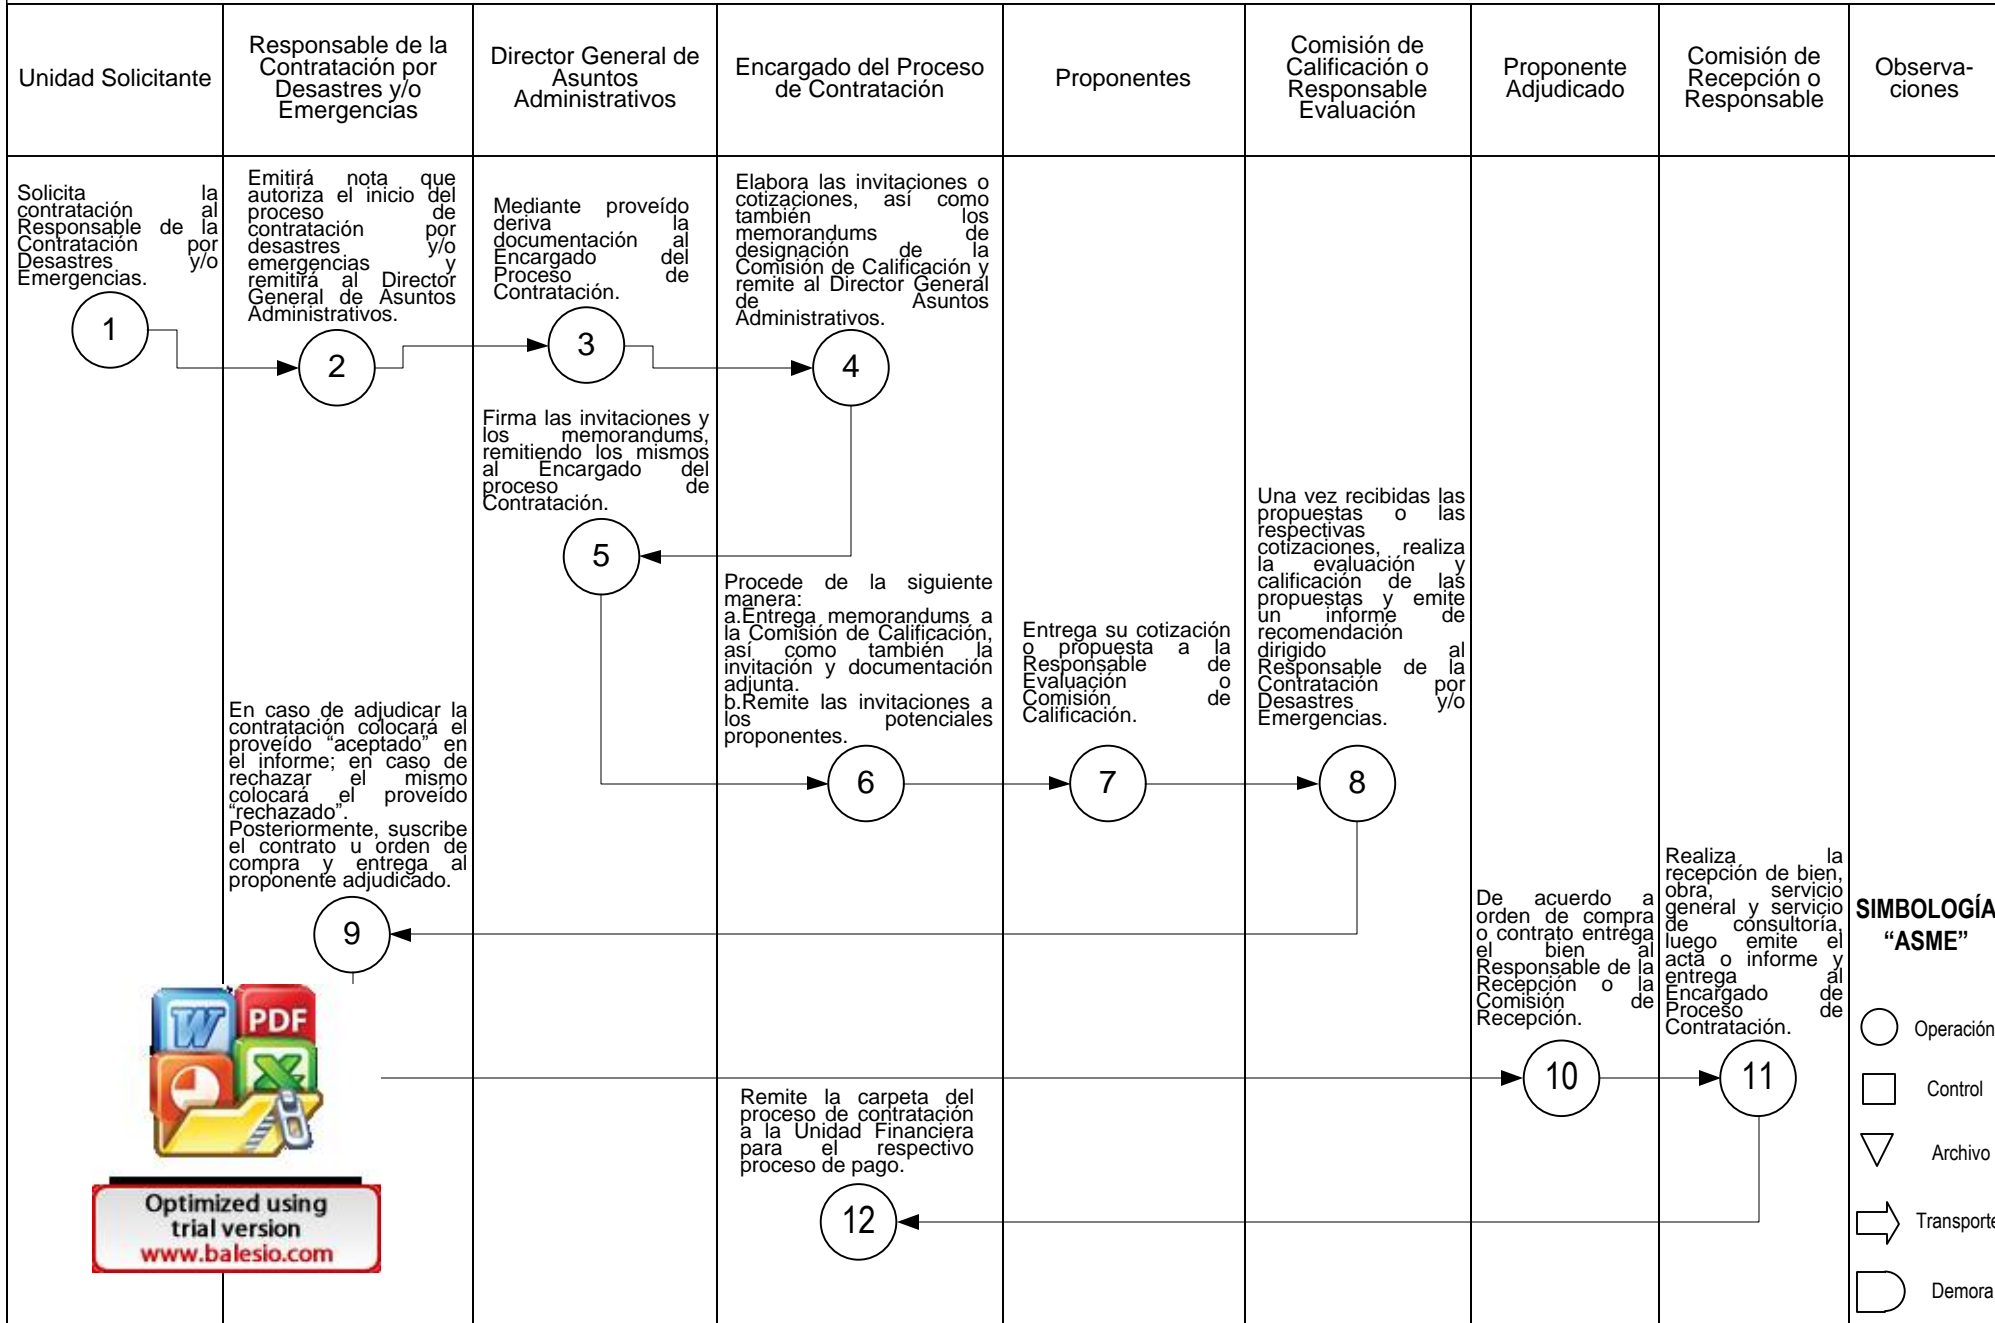 Unidad Solicitante
Responsable de la
Contratación por
Desastres y/o
Emergencias
Director General de
Asuntos
Administrativos
Encargado del Proceso
de Contratación
Proponentes
Comisión de
Calificación o
Responsable
Evaluación
Proponente
Adjudicado
Comisión de
Recepción o
Responsable
Observa-
ciones
Solicita la
contratación al
Responsable de la
Contratación por
Desastres y/o
Emergencias.
1
Emitirá nota que
autoriza el inicio del
proceso de
contratación por
desastres y/o
emergencias y
remitirá al Director
General de Asuntos
Administrativos.
2
Mediante proveído
deriva la
documentación al
Encargado del
Proceso de
Contratación.
3
Elabora las invitaciones o
cotizaciones, así como
también los
memorandums de
designación de la
Comisión de Calificación y
remite al Director General
de Asuntos
Administrativos.
4
Firma las invitaciones y
los memorandums,
remitiendo los mismos
al Encargado del
proceso de
Contratación.
5
Procede de la siguiente
manera:
a.Entrega memorandums a
la Comisión de Calificación,
así como también la
invitación y documentación
adjunta.
b.Remite las invitaciones a
los potenciales
proponentes.
6
Entrega su cotización
o propuesta a la
Responsable de
Evaluación o
Comisión de
Calificación.
7
Una vez recibidas las
propuestas o las
respectivas
cotizaciones, realiza
la evaluación y
calificación de las
propuestas y emite
un informe de
recomendación
dirigido al
Responsable de la
Contratación por
Desastres y/o
Emergencias.
8
En caso de adjudicar la
contratación colocará el
proveído “aceptado” en
el informe; en caso de
rechazar el mismo
colocará el proveído
“rechazado”.
Posteriormente, suscribe
el contrato u orden de
compra y entrega al
proponente adjudicado.
9
De acuerdo a
orden de compra
o contrato entrega
el bien al
Responsable de la
Recepción o la
Comisión de
Recepción.
10
Realiza la
recepción de bien,
obra, servicio
general y servicio
de consultoría,
luego emite el
acta o informe y
entrega al
Encargado de
Proceso de
Contratación.
11
Remite la carpeta del
proceso de contratación
a la Unidad Financiera
para el respectivo
proceso de pago.
12
SIMBOLOGÍA
“ASME”
Operación
Control
Archivo
Transporte
Demora
W
PDF
X
Optimized using
trial version
www.balesio.com